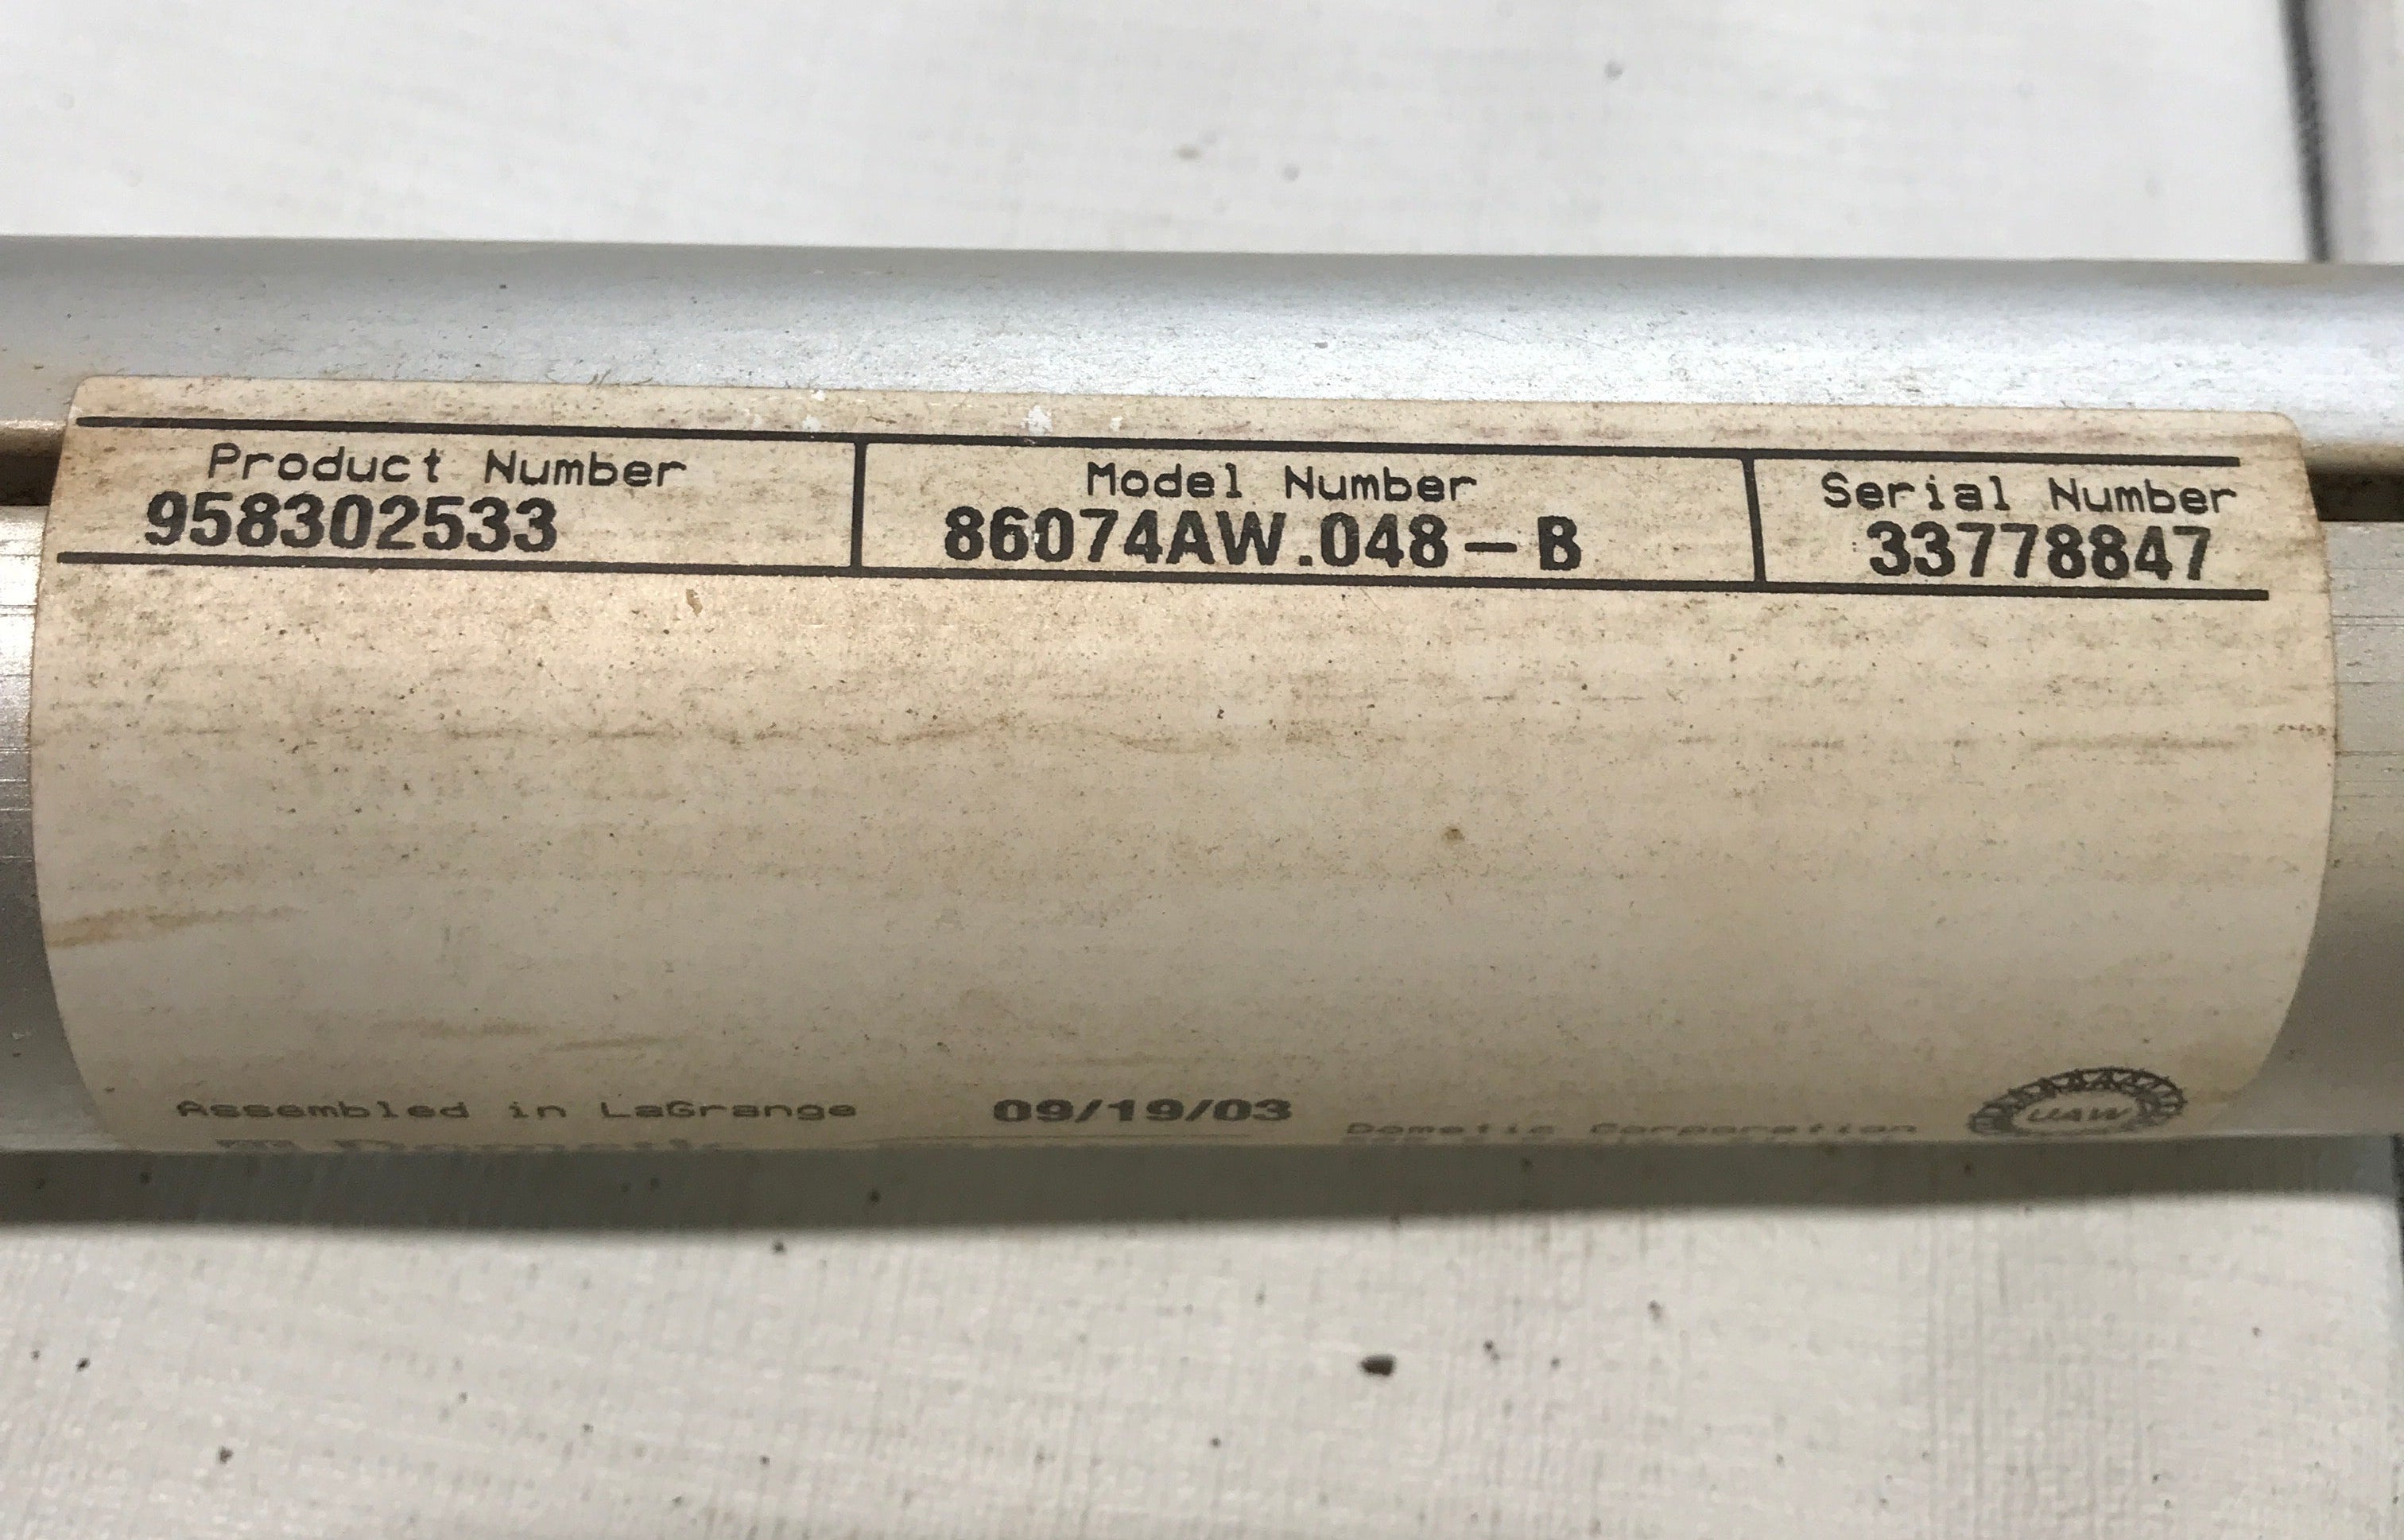 Product Number Model Number Serial Number
958302533 86074AW.048-B 33778847
Assembled in LaGrange 09/19/03
Dometic Corporation UAW
Dometic